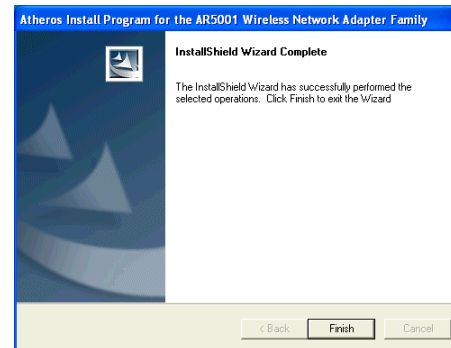 Atheros Install Program for the AR5001 Wireless Network Adapter Family
InstallShield Wizard Complete
The InstallShield Wizard has successfully performed the
selected operations.  Click Finish to exit the Wizard
< Back
Finish
Cancel